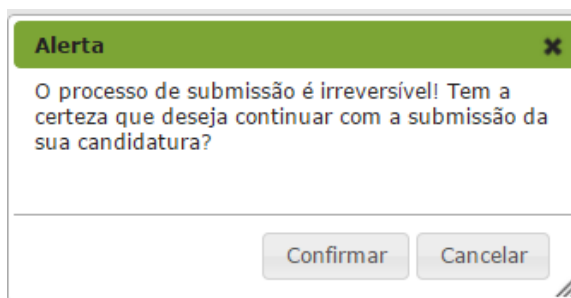 Alerta
O processo de submissão é irreversível! Tem a
certeza que deseja continuar com a submissão da
sua candidatura?
Confirmar Cancelar